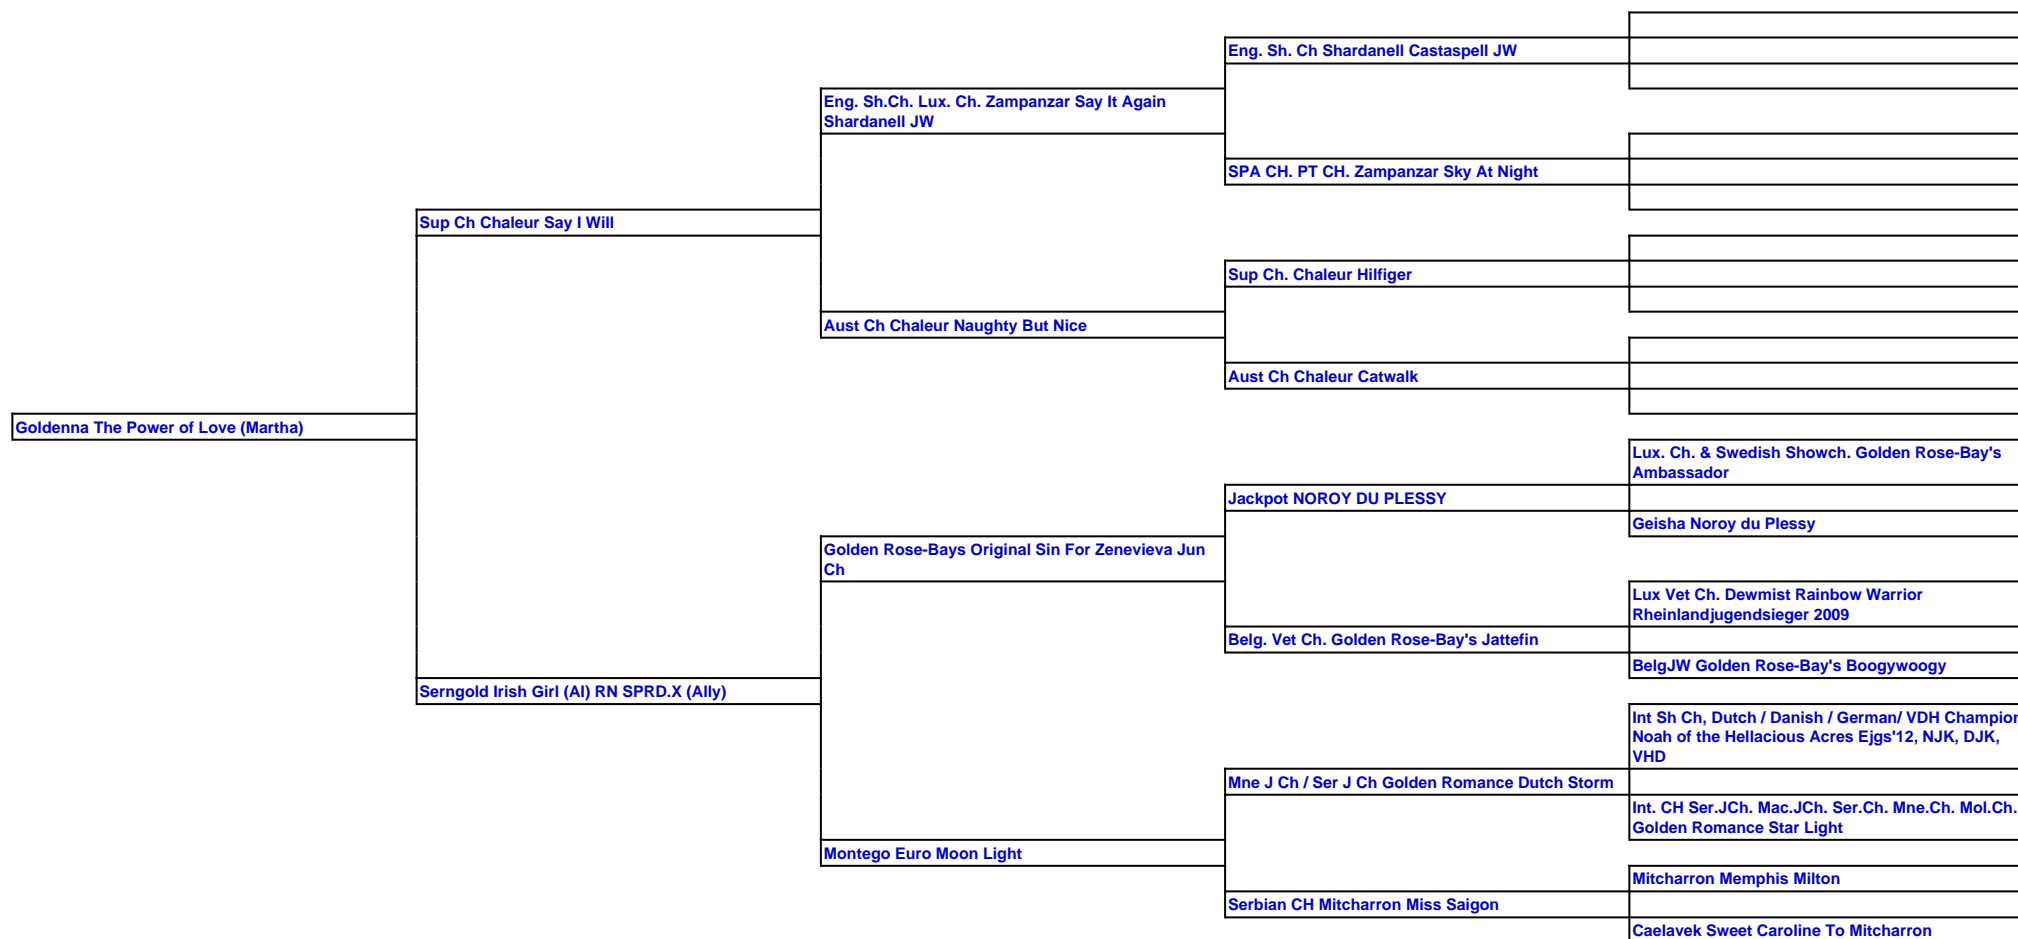 Eng. Sh. Ch Shardanell Castaspell JW
Eng. Sh.Ch. Lux. Ch. Zampanzar Say It Again
Shardanell JW
SPA CH. PT CH. Zampanzar Sky At Night
Sup Ch Chaleur Say I Will
Sup Ch. Chaleur Hilfiger
Aust Ch Chaleur Naughty But Nice
Aust Ch Chaleur Catwalk
Goldenna The Power of Love (Martha)
Lux. Ch. & Swedish Showch. Golden Rose-Bay's
Ambassador
Jackpot NOROY DU PLESSY
Geisha Noroy du Plessy
Golden Rose-Bays Original Sin For Zenevieva Jun
Ch
Lux Vet Ch. Dewmist Rainbow Warrior
Rheinlandjugendsieger 2009
Belg. Vet Ch. Golden Rose-Bay's Jattefin
BelgJW Golden Rose-Bay's Boogywoogy
Serngold Irish Girl (AI) RN SPRD.X (Ally)
Int Sh Ch, Dutch / Danish / German/ VDH Champion
Noah of the Hellacious Acres Ejgs'12, NJK, DJK,
VHD
Mne J Ch / Ser J Ch Golden Romance Dutch Storm
Int. CH Ser.JCh. Mac.JCh. Ser.Ch. Mne.Ch. Mol.Ch.
Golden Romance Star Light
Montego Euro Moon Light
Mitcharron Memphis Milton
Serbian CH Mitcharron Miss Saigon
Caelavek Sweet Caroline To Mitcharron